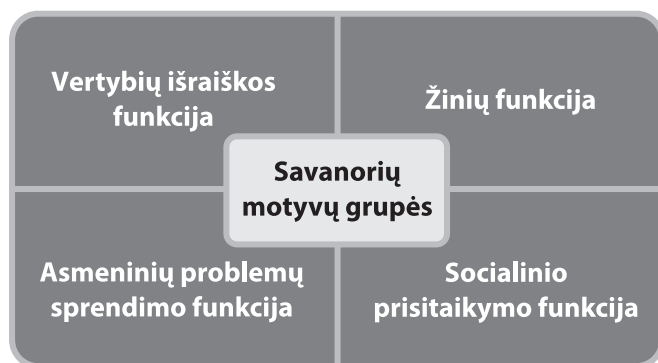 Vertybių išraiškos
funkcija
Žinių funkcija
Savanorių
motyvų grupės
Asmeninių problemų
sprendimo funkcija
Socialinio
prisitaikymo funkcija